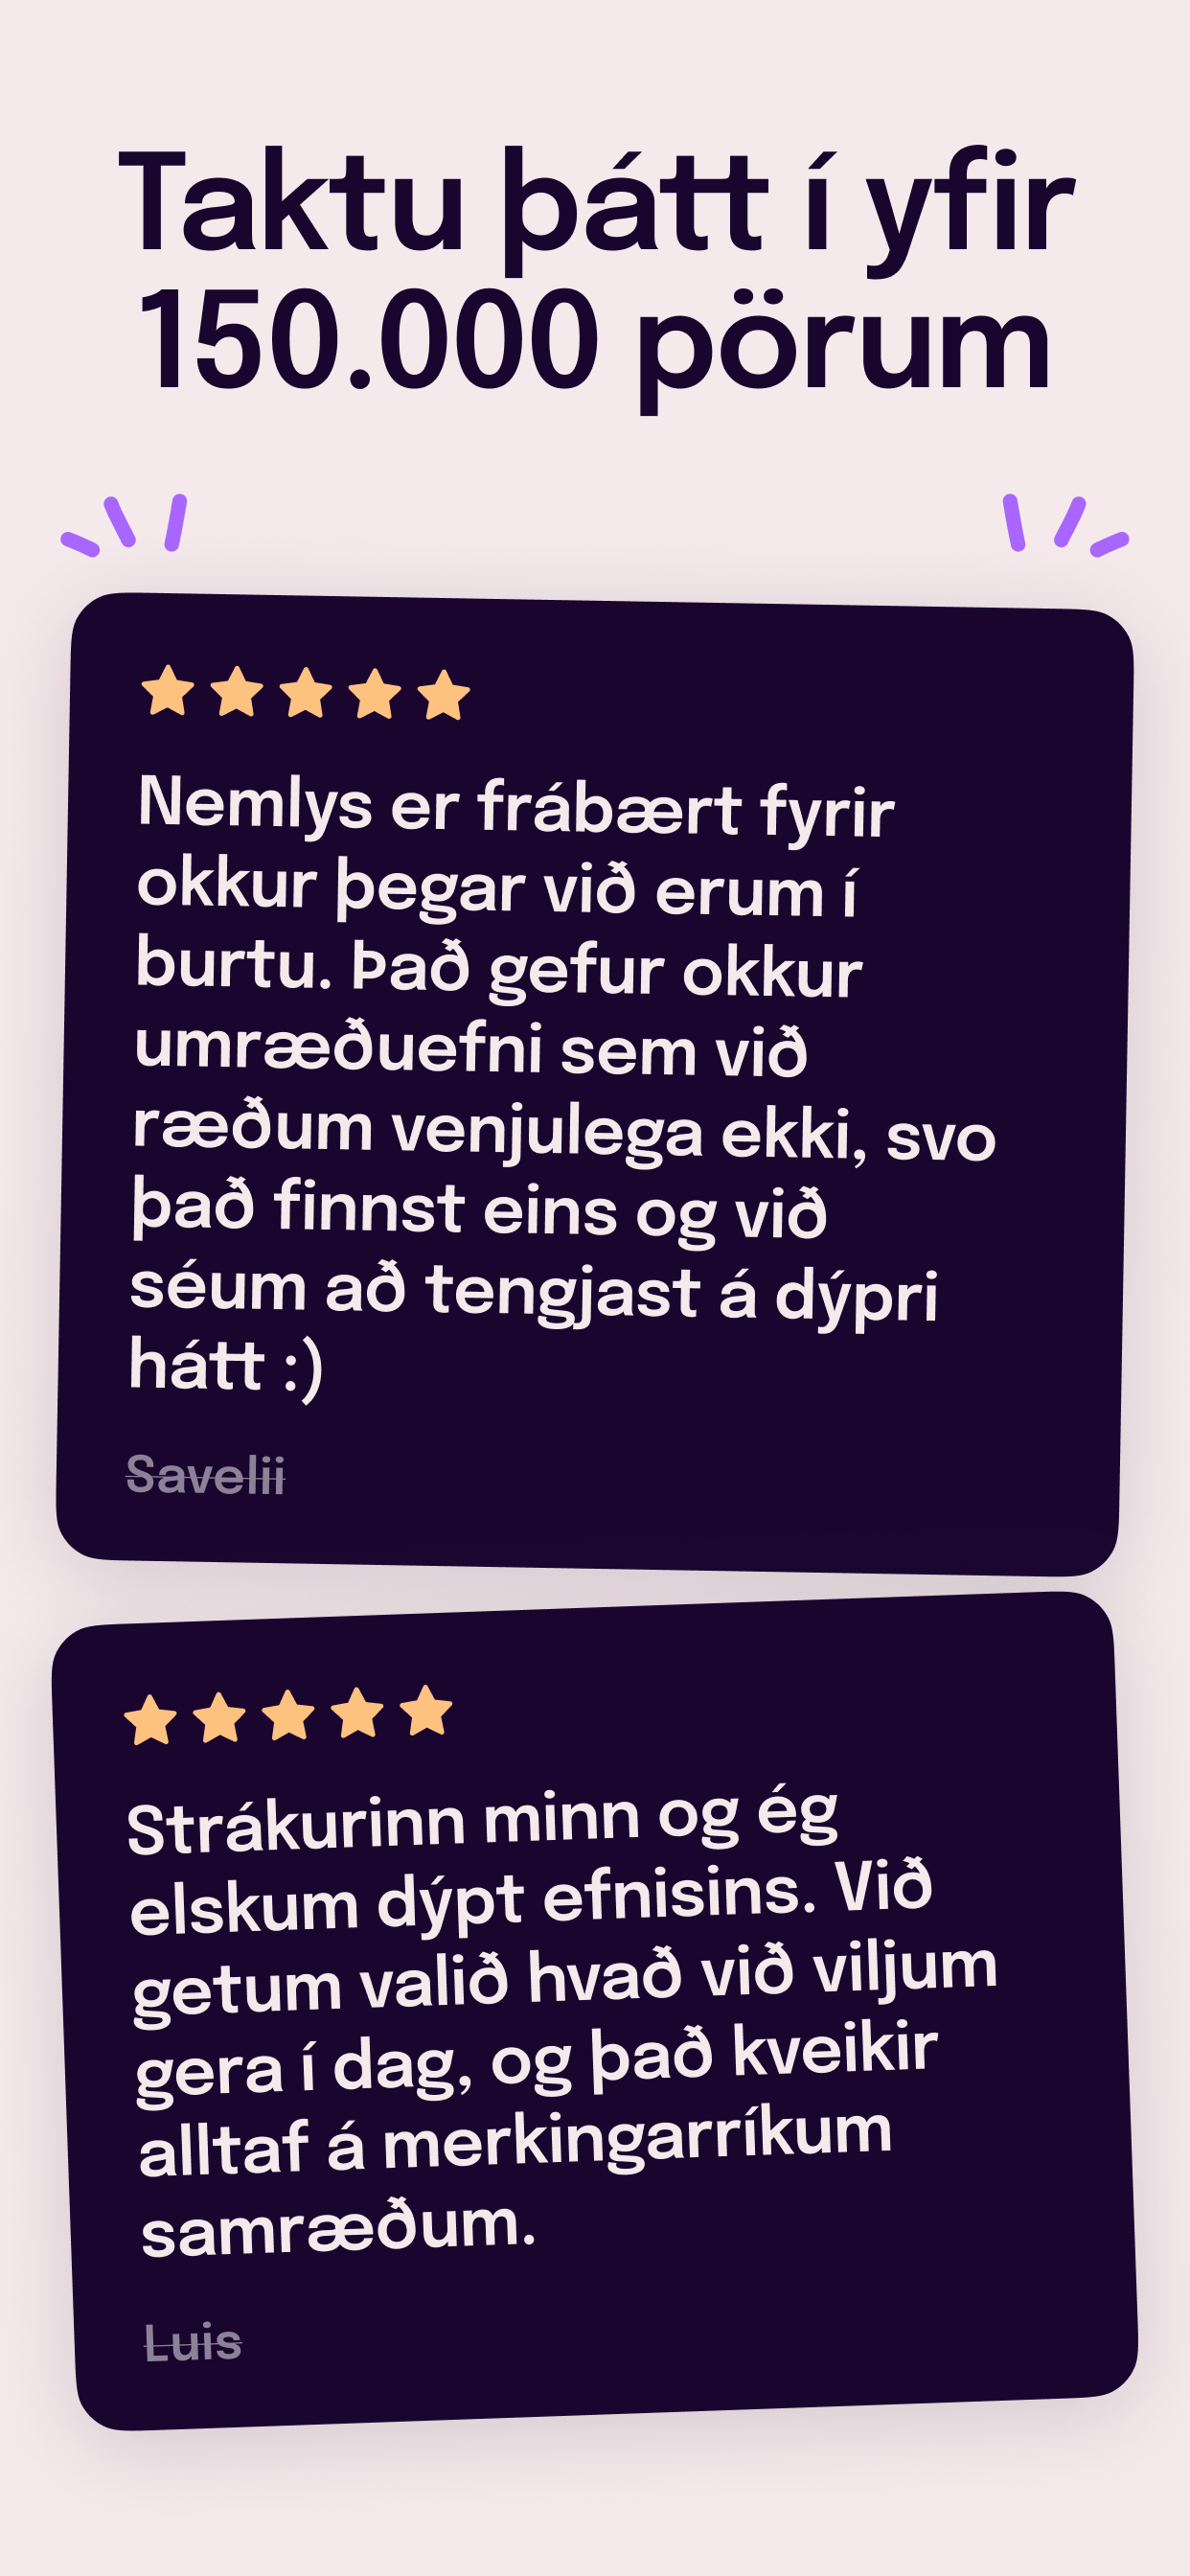 Taktu þátt í yfir
150.000 pörum
Nemlys er frábært fyrir
okkur þegar við erum í
burtu. Það gefur okkur
umræðuefni sem við
ræðum venjulega ekki, svo
það finnst eins og við
séum að tengjast á dýpri
hátt :)
Savelii
Strákurinn minn og ég
elskum dýpt efnisins. Við
getum valið hvað við viljum
gera í dag, og það kveikir
alltaf á merkingarríkum
samræðum.
Luis